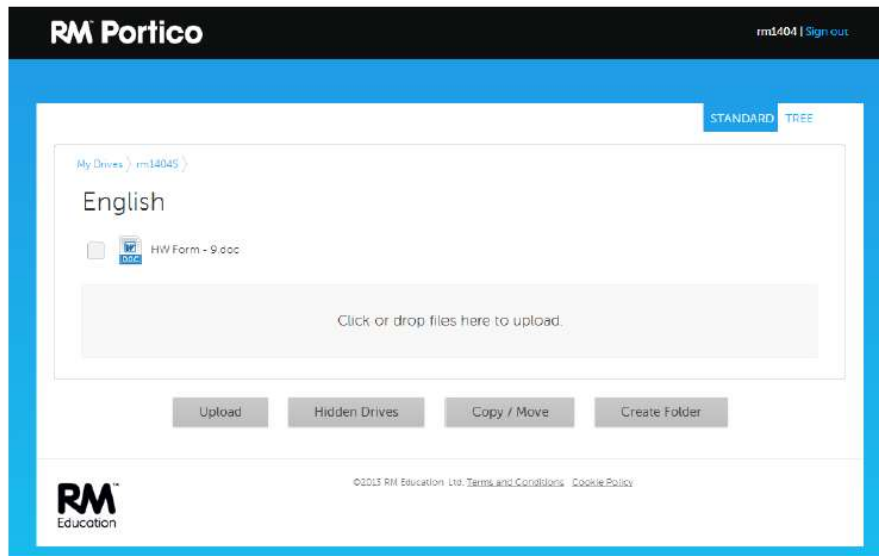 RM Portico
rm1404 | Sign out
STANDARD TREE
My Drives rm14045
English
DOC HW Form - 9.doc
Click or drop files here to upload.
Upload Hidden Drives Copy / Move Create Folder
©2013 RM Education Ltd. Terms and Conditions Cookie Policy
RM™
Education